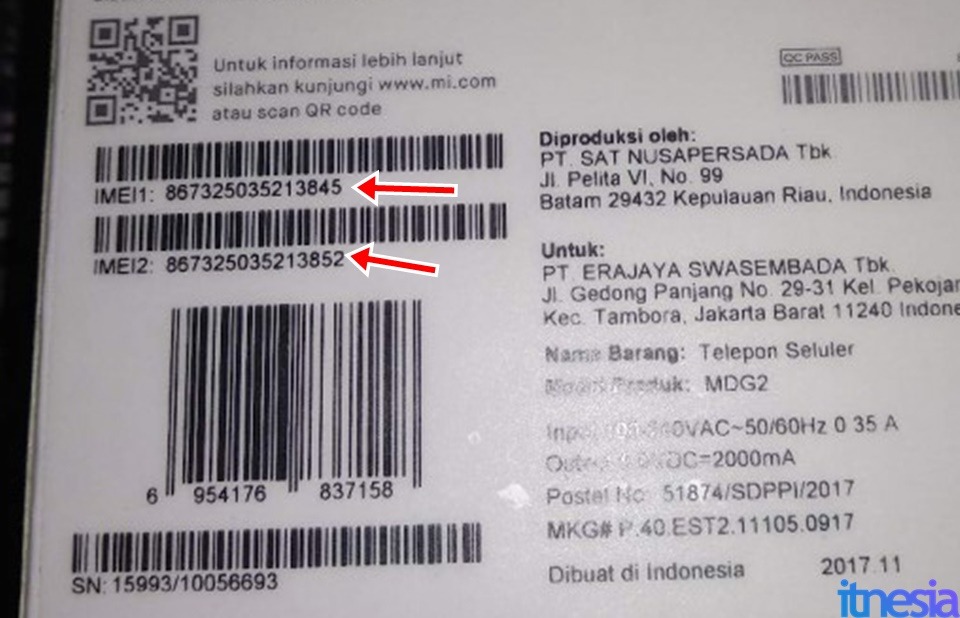 Untuk informasi lebih lanjut
silahkan kunjungi www.mi.com
atau scan QR code
QC PASS
IMEI1: 867325035213845
IMEI2: 867325035213852
6 954176 837158
SN: 15993/10056693
Diproduksi oleh:
PT. SAT NUSAPERSADA Tbk
Jl. Pelita VI, No. 99
Batam 29432 Kepulauan Riau, Indonesia
Untuk:
PT. ERAJAYA SWASEMBADA Tbk.
Jl. Gedong Panjang No. 29-31 Kel. Pekojan
Kec. Tambora, Jakarta Barat 11240 Indone
Nama Barang: Telepon Seluler
MDG2
VAC~50/60Hz 0 35 A
DC=2000mA
Postel No: 51874/SDPPI/2017
MKG# P.40.EST2.11105.0917
Dibuat di Indonesia 2017.11
itnesia